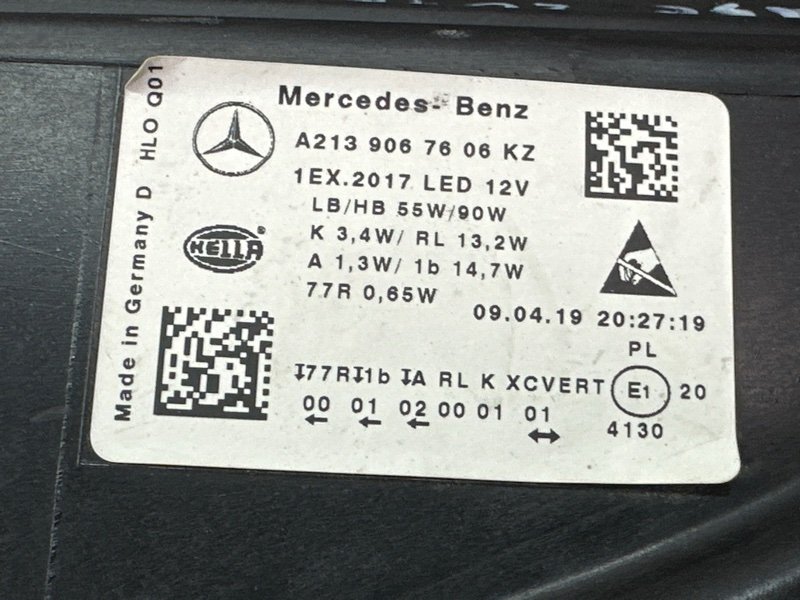 Mercedes-Benz
A213 906 76 06 KZ
1EX.2017 LED 12V
LB/HB 55W/90W
K 3,4W/ RL 13,2W
A 1,3W/ 1b 14,7W
77R 0,65W
09.04.19 20:27:19
PL
77R 1b A RL K XCVERT E1 20
00 01 02 00 01 01
4130
HELLA
Made in Germany D HLO Q01